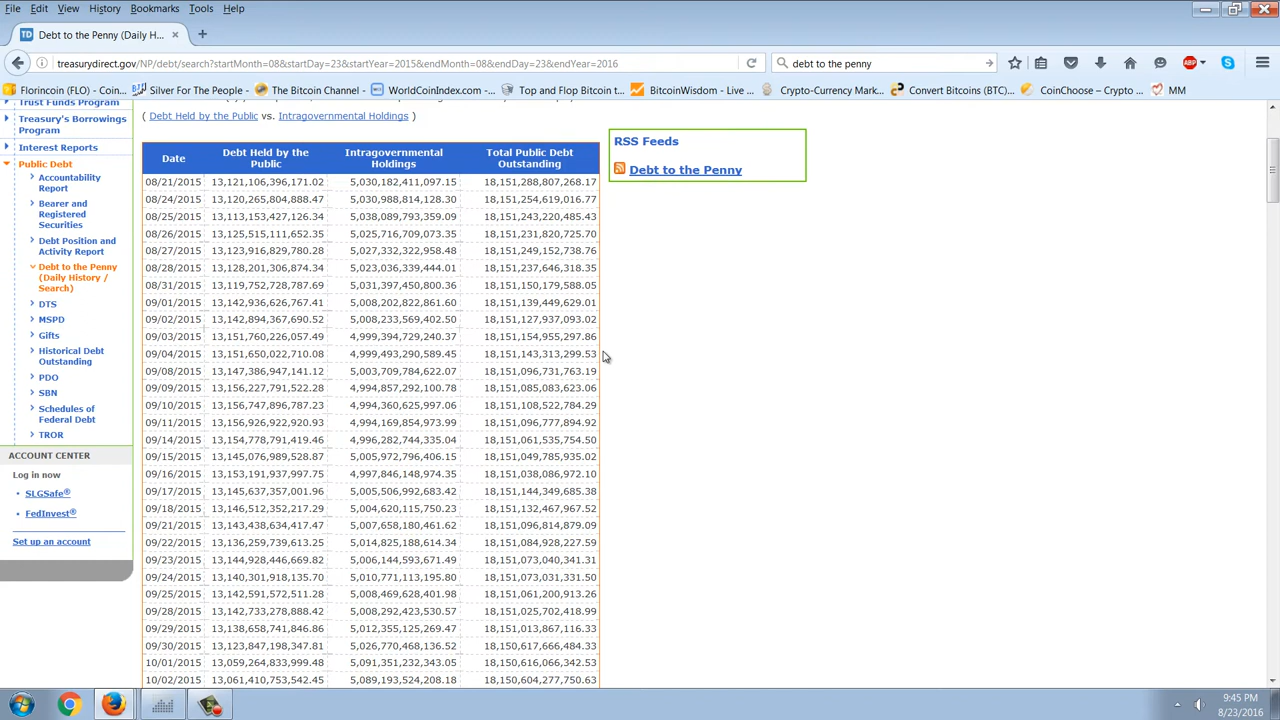 File Edit View History Bookmarks Tools Help
TD Debt to the Penny (Daily H...
treasurydirect.gov/NP/debt/search?startMonth=08&startDay=23&startYear=2015&endMonth=08&endDay=23&endYear=2016
debt to the penny
ABP
Florincoin (FLO) - Coin... Silver For The People - The Bitcoin Channel - WorldCoinIndex.com -... Top and Flop Bitcoin t... BitcoinWisdom - Live ... Crypto-Currency Mark... Convert Bitcoins (BTC)... CoinChoose – Crypto ... MM
Trust Funds Program
Treasury's Borrowings
Program
Interest Reports
Public Debt
Accountability
Report
Bearer and
Registered
Securities
Debt Position and
Activity Report
Debt to the Penny
(Daily History /
Search)
DTS
MSPD
Gifts
Historical Debt
Outstanding
PDO
SBN
Schedules of
Federal Debt
TROR
ACCOUNT CENTER
Log in now
SLGSafe®
FedInvest®
Set up an account
( Debt Held by the Public vs. Intragovernmental Holdings )
Date Debt Held by the Public Intragovernmental Holdings Total Public Debt Outstanding
08/21/2015 13,121,106,396,171.02 5,030,182,411,097.15 18,151,288,807,268.17
08/24/2015 13,120,265,804,888.47 5,030,988,814,128.30 18,151,254,619,016.77
08/25/2015 13,113,153,427,126.34 5,038,089,793,359.09 18,151,243,220,485.43
08/26/2015 13,125,515,111,652.35 5,025,716,709,073.35 18,151,231,820,725.70
08/27/2015 13,123,916,829,780.28 5,027,332,322,958.48 18,151,249,152,738.76
08/28/2015 13,128,201,306,874.34 5,023,036,339,444.01 18,151,237,646,318.35
08/31/2015 13,119,752,728,787.69 5,031,397,450,800.36 18,151,150,179,588.05
09/01/2015 13,142,936,626,767.41 5,008,202,822,861.60 18,151,139,449,629.01
09/02/2015 13,142,894,367,690.52 5,008,233,569,402.50 18,151,127,937,093.02
09/03/2015 13,151,760,226,057.49 4,999,394,729,240.37 18,151,154,955,297.86
09/04/2015 13,151,650,022,710.08 4,999,493,290,589.45 18,151,143,313,299.53
09/08/2015 13,147,386,947,141.12 5,003,709,784,622.07 18,151,096,731,763.19
09/09/2015 13,156,227,791,522.28 4,994,857,292,100.78 18,151,085,083,623.06
09/10/2015 13,156,747,896,787.23 4,994,360,625,997.06 18,151,108,522,784.29
09/11/2015 13,156,926,922,920.93 4,994,169,854,973.99 18,151,096,777,894.92
09/14/2015 13,154,778,791,419.46 4,996,282,744,335.04 18,151,061,535,754.50
09/15/2015 13,145,076,989,528.87 5,005,972,796,406.15 18,151,049,785,935.02
09/16/2015 13,153,191,937,997.75 4,997,846,148,974.35 18,151,038,086,972.10
09/17/2015 13,145,637,357,001.96 5,005,506,992,683.42 18,151,144,349,685.38
09/18/2015 13,146,512,352,217.29 5,004,620,115,750.23 18,151,132,467,967.52
09/21/2015 13,143,438,634,417.47 5,007,658,180,461.62 18,151,096,814,879.09
09/22/2015 13,136,259,739,613.25 5,014,825,188,614.34 18,151,084,928,227.59
09/23/2015 13,144,928,446,669.82 5,006,144,593,671.49 18,151,073,040,341.31
09/24/2015 13,140,301,918,135.70 5,010,771,113,195.80 18,151,073,031,331.50
09/25/2015 13,142,591,572,511.28 5,008,469,628,401.98 18,151,061,200,913.26
09/28/2015 13,142,733,278,888.42 5,008,292,423,530.57 18,151,025,702,418.99
09/29/2015 13,138,658,741,846.86 5,012,355,125,269.47 18,151,013,867,116.33
09/30/2015 13,123,847,198,347.81 5,026,770,468,136.52 18,150,617,666,484.33
10/01/2015 13,059,264,833,999.48 5,091,351,232,343.05 18,150,616,066,342.53
10/02/2015 13,061,410,753,542.45 5,089,193,524,208.18 18,150,604,277,750.63
RSS Feeds
Debt to the Penny
9:45 PM
8/23/2016